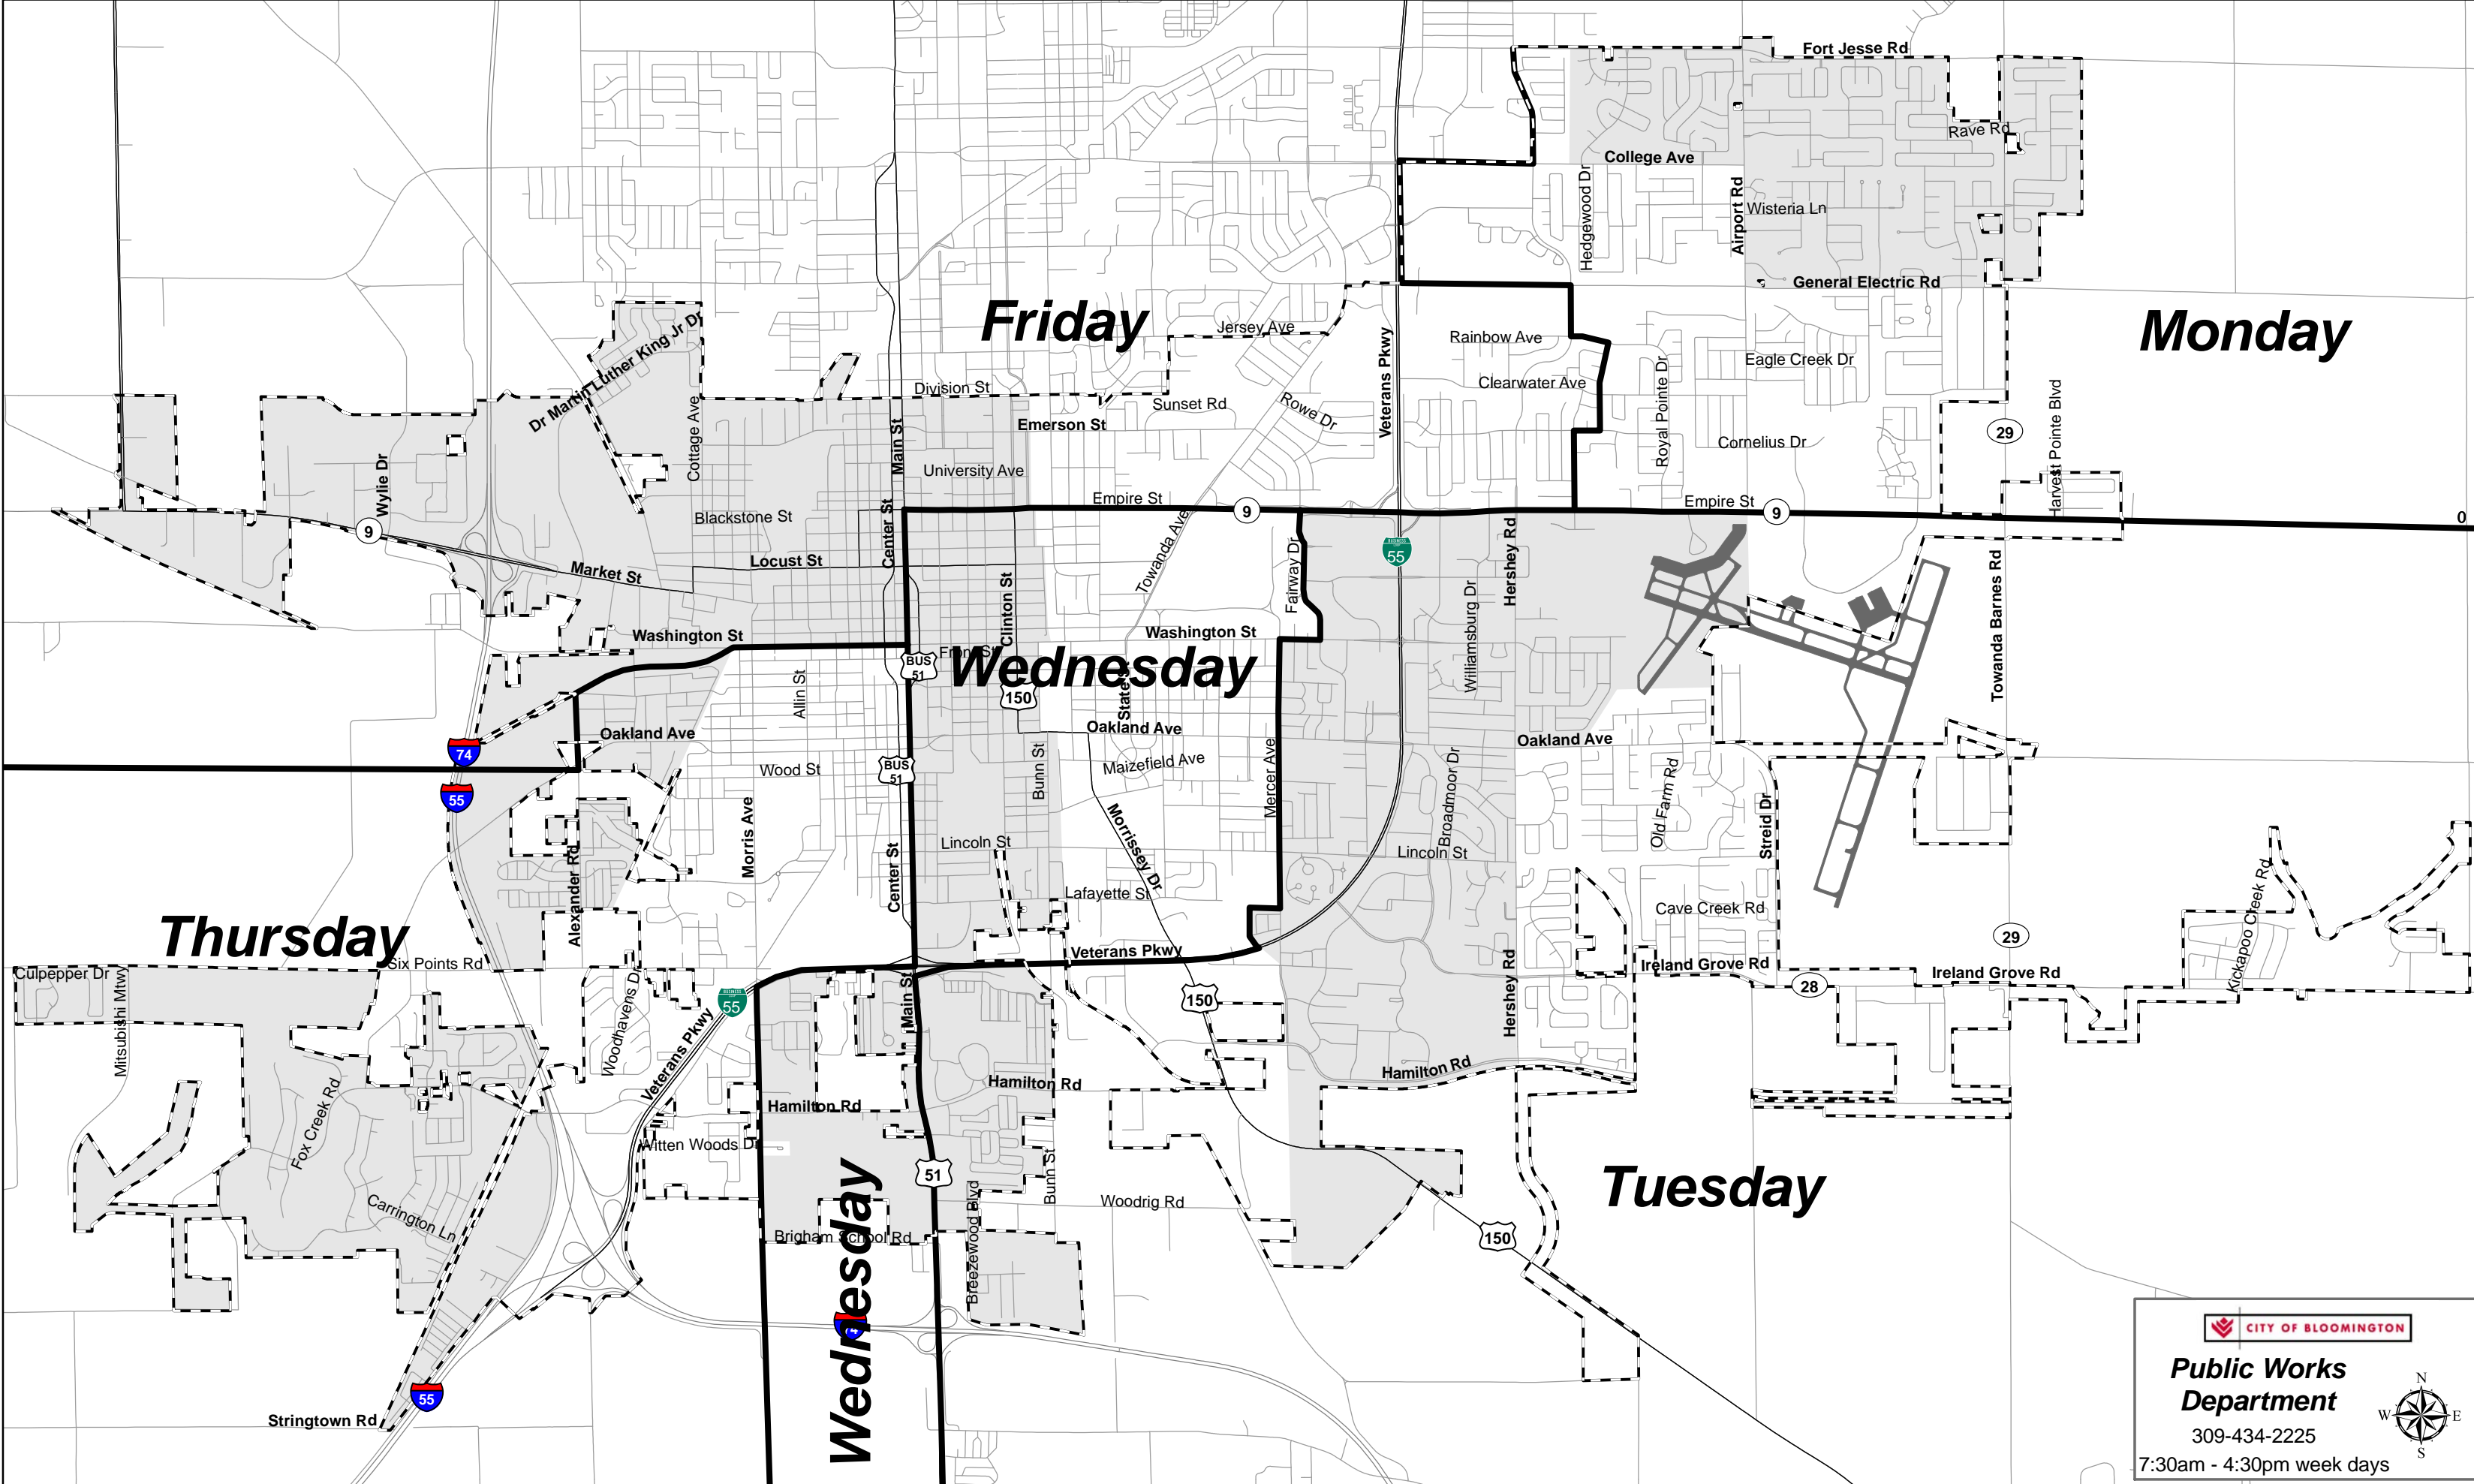 Fort Jesse Rd
Rave Rd
College Ave
Hedgewood Dr
Airport Rd
Wisteria Ln
General Electric Rd
Friday
Monday
Dr Martin Luther King Jr Dr
Jersey Ave
Rainbow Ave
Veterans Pkwy
Eagle Creek Dr
Royal Pointe Dr
Clearwater Ave
Division St
Sunset Rd
Rowe Dr
Cottage Ave
Main St
Emerson St
29
Cornelius Dr
Harvest Pointe Blvd
University Ave
Wylie Dr
Empire St
9
Empire St
9
Blackstone St
Center St
0
9
Towanda Ave
Fairway Dr
BUSINESS
55
Hershey Rd
Market St
Locust St
Clinton St
Williamsburg Dr
Towanda Barnes Rd
Washington St
Washington St
Front St
BUS
51
Wednesday
150
State St
Allin St
Oakland Ave
Oakland Ave
Oakland Ave
74
Wood St
BUS
51
Bunn St
Maizefield Ave
Mercer Ave
Broadmoor Dr
Old Farm Rd
55
Morris Ave
Morrissey Dr
Streid Dr
Lincoln St
Lincoln St
Alexander Rd
Center St
Lafayette St
Cave Creek Rd
Kickapoo Creek Rd
Thursday
29
Veterans Pkwy
Hershey Rd
Six Points Rd
Culpepper Dr
Ireland Grove Rd
Ireland Grove Rd
28
Mitsubishi Mtwy
Woodhavens Dr
BUSINESS
55
Main St
150
Veterans Pkwy
Hamilton Rd
Hamilton Rd
Hamilton Rd
Fox Creek Rd
Witten Woods Dr
51
Bunn St
Tuesday
Carrington Ln
Woodrig Rd
Brigham School Rd
Breezewood Blvd
150
Wednesday
74
55
Stringtown Rd
CITY OF BLOOMINGTON
Public Works
Department
309-434-2225
7:30am - 4:30pm week days
N
W
E
S